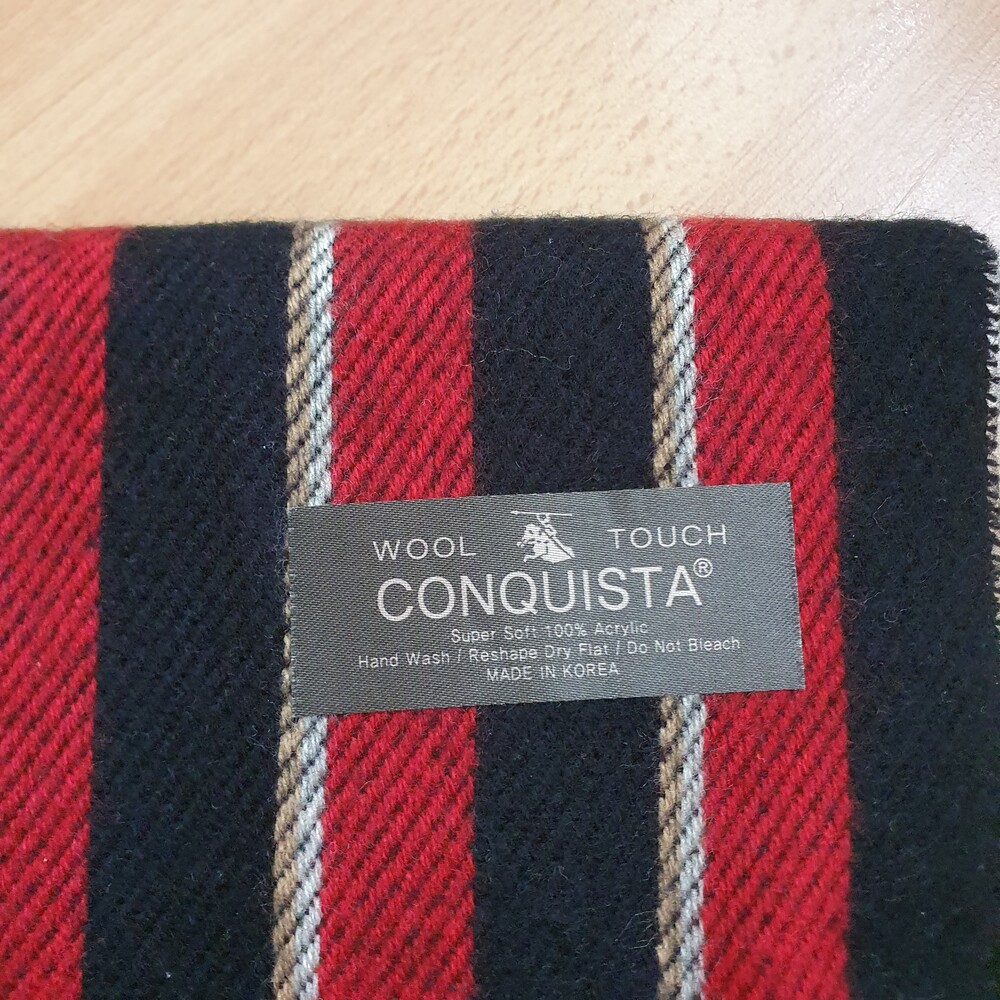 WOOL TOUCH
CONQUISTA®
Super Soft 100% Acrylic
Hand Wash / Reshape Dry Flat / Do Not Bleach
MADE IN KOREA